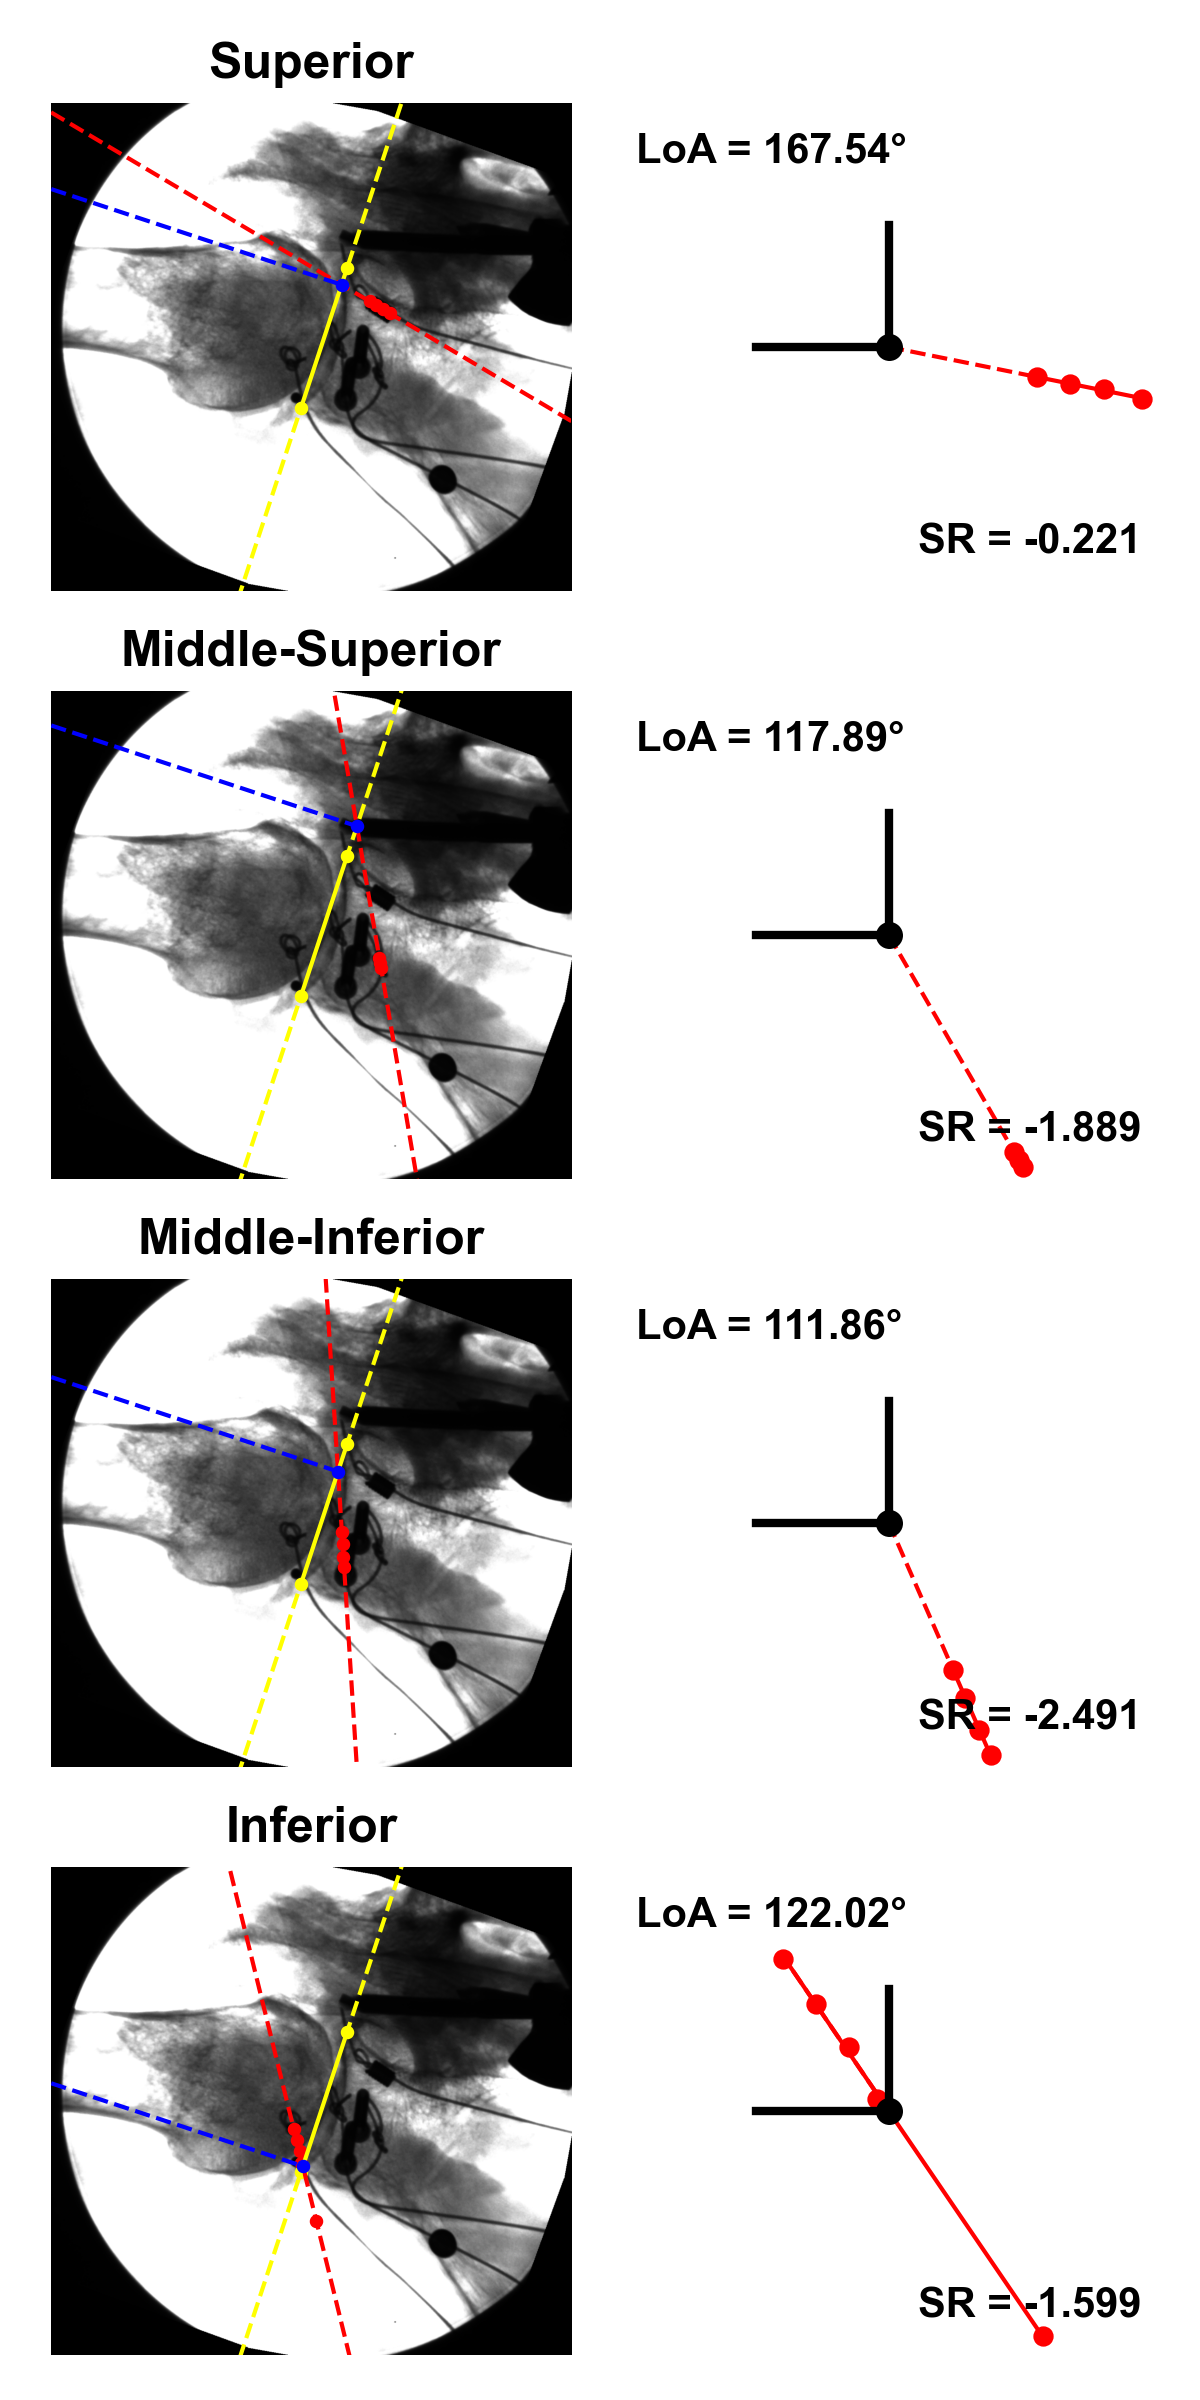 Superior
LoA = 167.54°
SR = -0.221
Middle-Superior
LoA = 117.89°
SR = -1.889
Middle-Inferior
LoA = 111.86°
SR = -2.491
Inferior
LoA = 122.02°
SR = -1.599